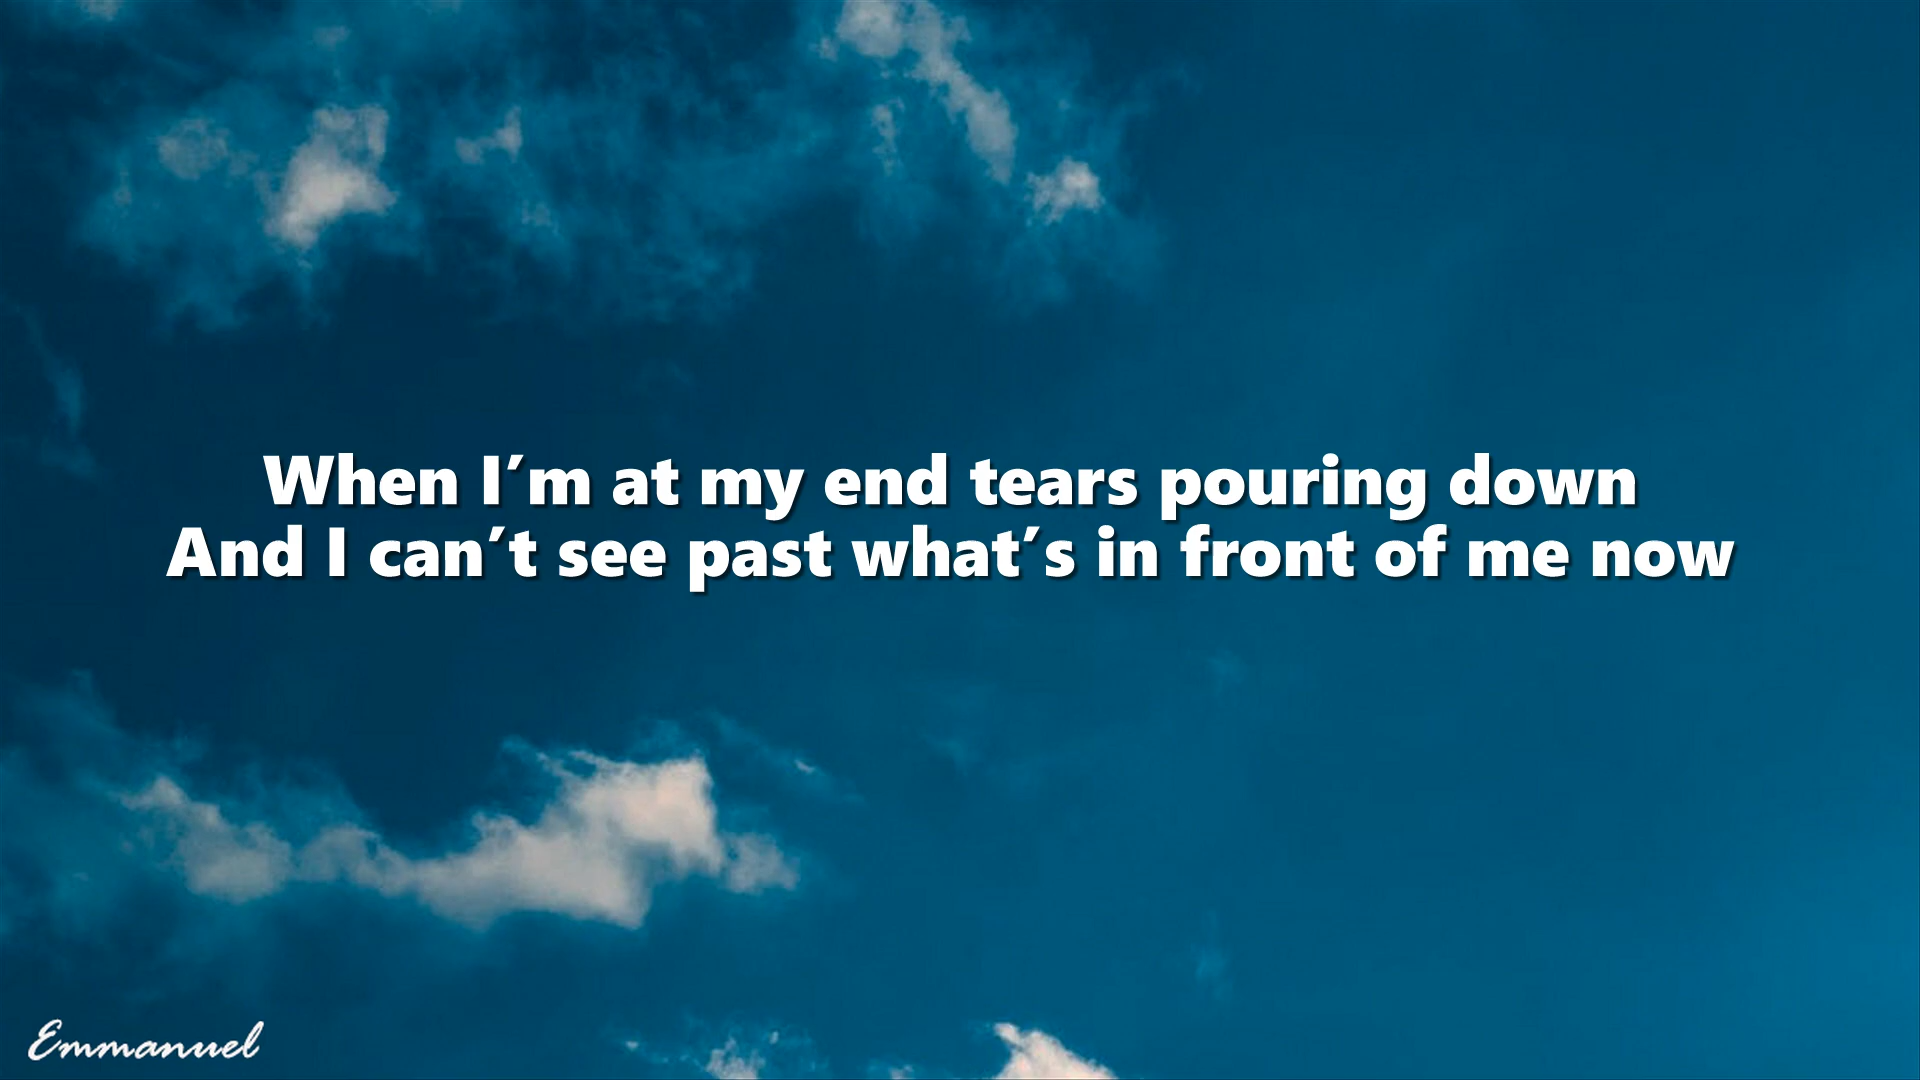 When I’m at my end tears pouring down
And I can’t see past what’s in front of me now
Emmanuel